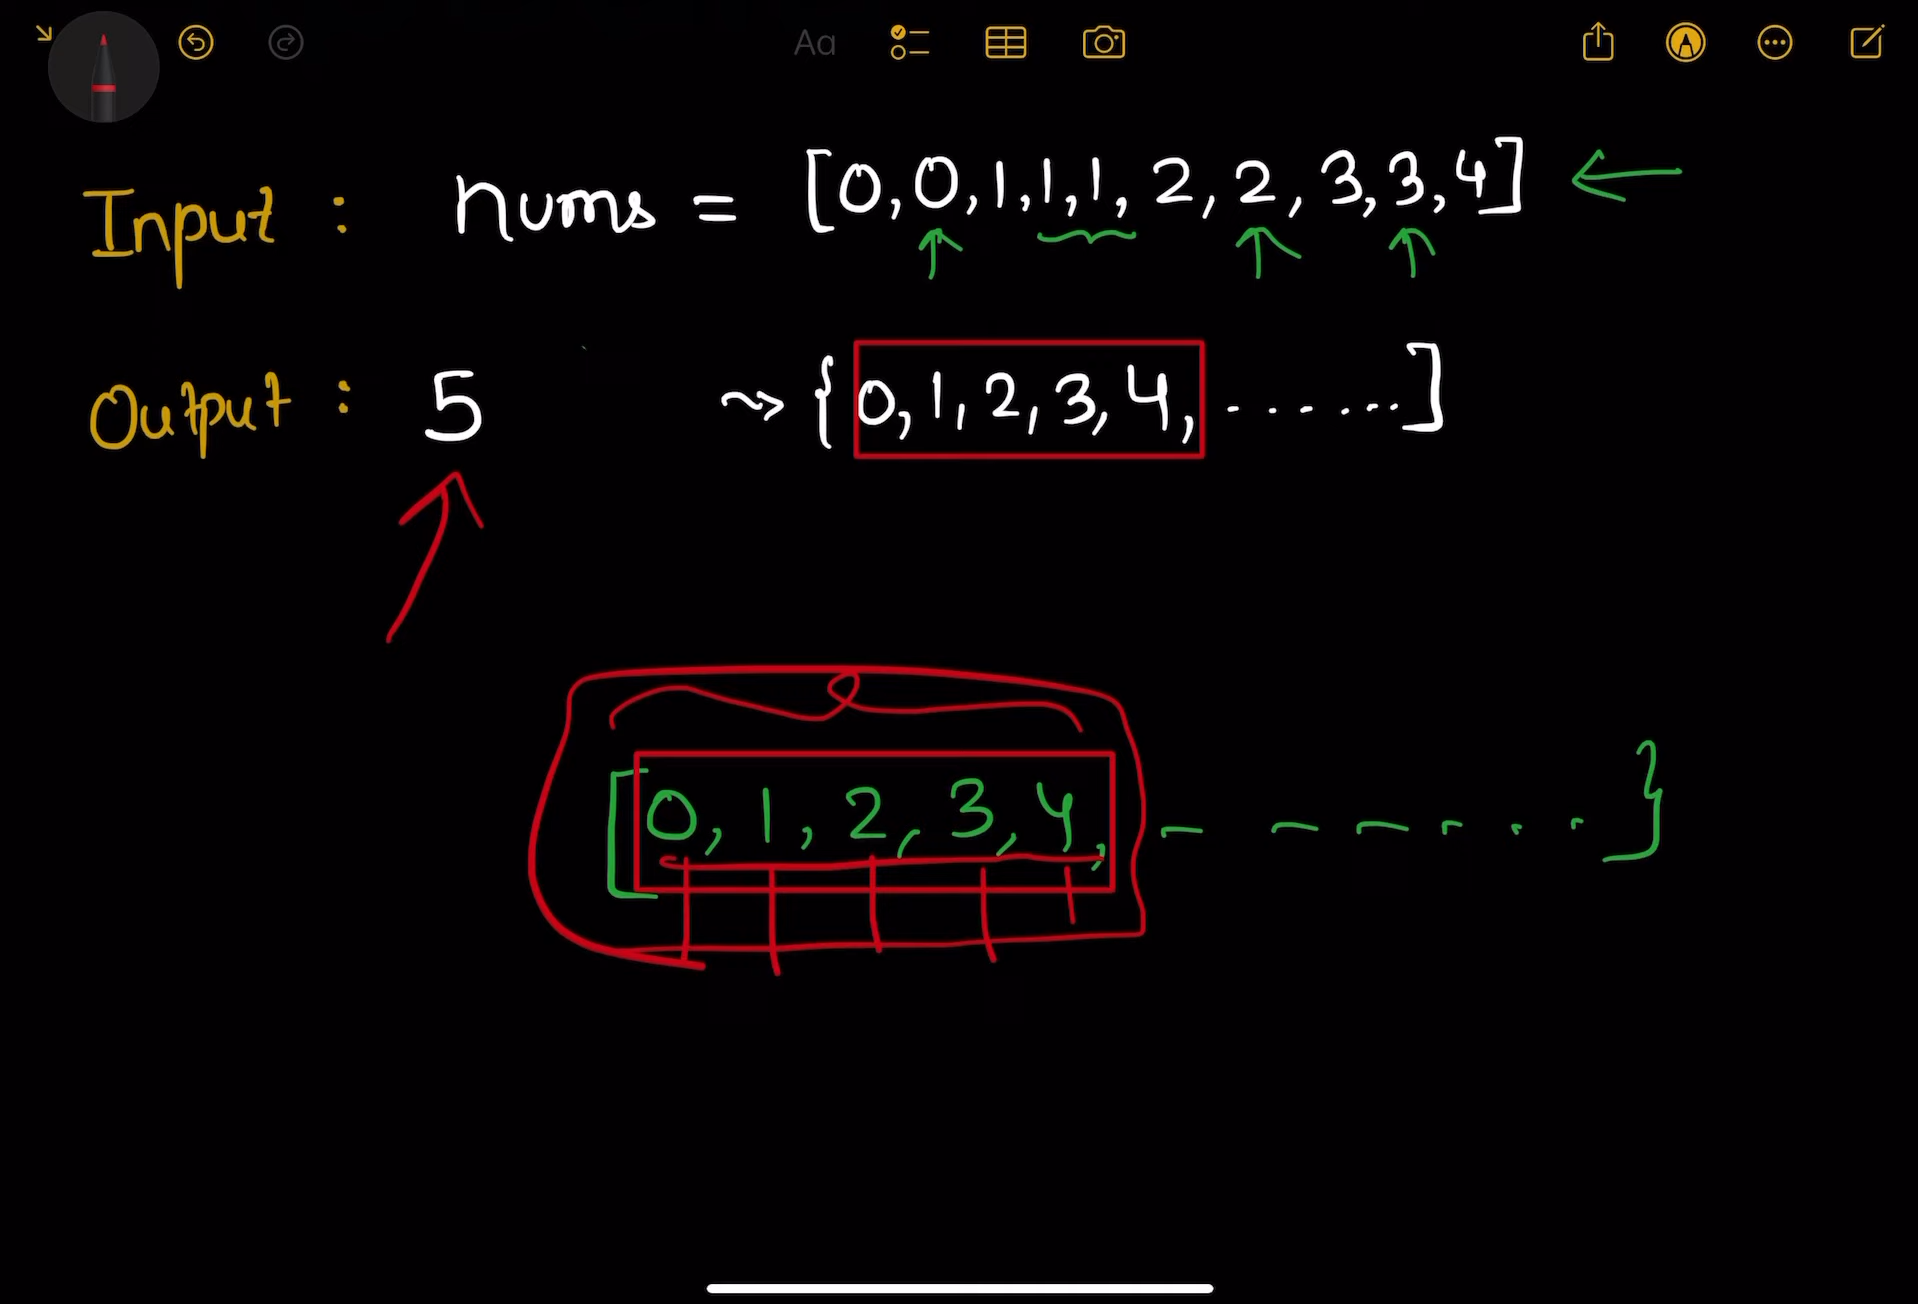 Aa
Input : nums = [0,0,1,1,1,2,2,3,3,4]
Output : 5 ~> {0,1,2,3,4,.......]
[0,1,2,3,4,- - - - . . .}